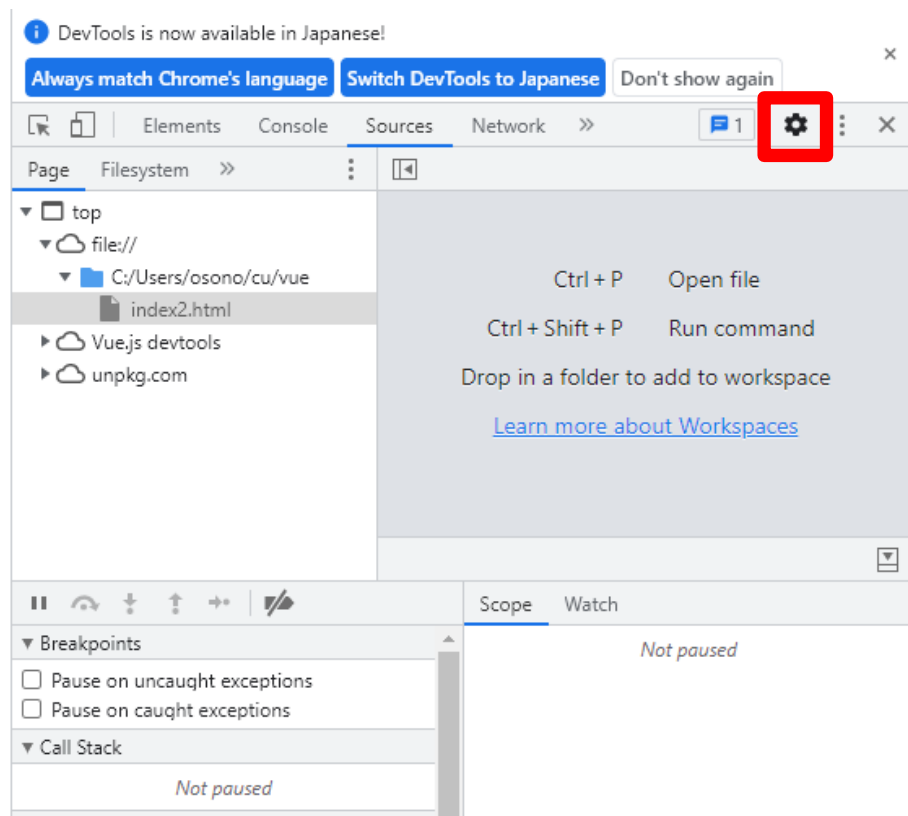 DevTools is now available in Japanese!
Always match Chrome's language Switch DevTools to Japanese Don't show again
Elements Console Sources Network 1
Page Filesystem
top
file://
C:/Users/osono/cu/vue
index2.html
Vue.js devtools
unpkg.com
Ctrl + P Open file
Ctrl + Shift + P Run command
Drop in a folder to add to workspace
Learn more about Workspaces
Scope Watch
Breakpoints
Not paused
Pause on uncaught exceptions
Pause on caught exceptions
Call Stack
Not paused